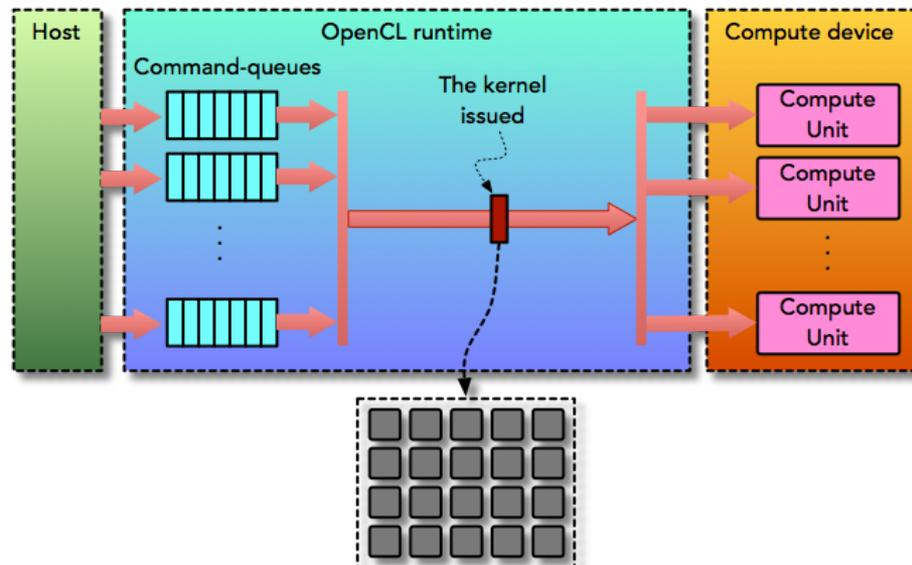 Host
OpenCL runtime
Compute device
Command-queues
The kernel
issued
Compute
Unit
Compute
Unit
Compute
Unit